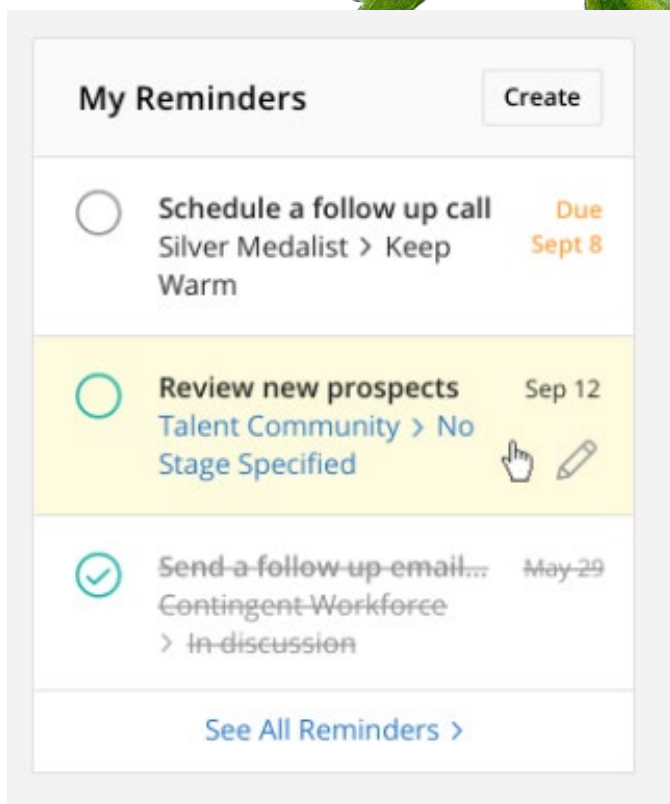 My Reminders
Create
Schedule a follow up call
Due
Sept 8
Silver Medalist > Keep
Warm
Review new prospects
Sep 12
Talent Community > No
Stage Specified
Send a follow up email...
May 29
Contingent Workforce
> In discussion
See All Reminders >